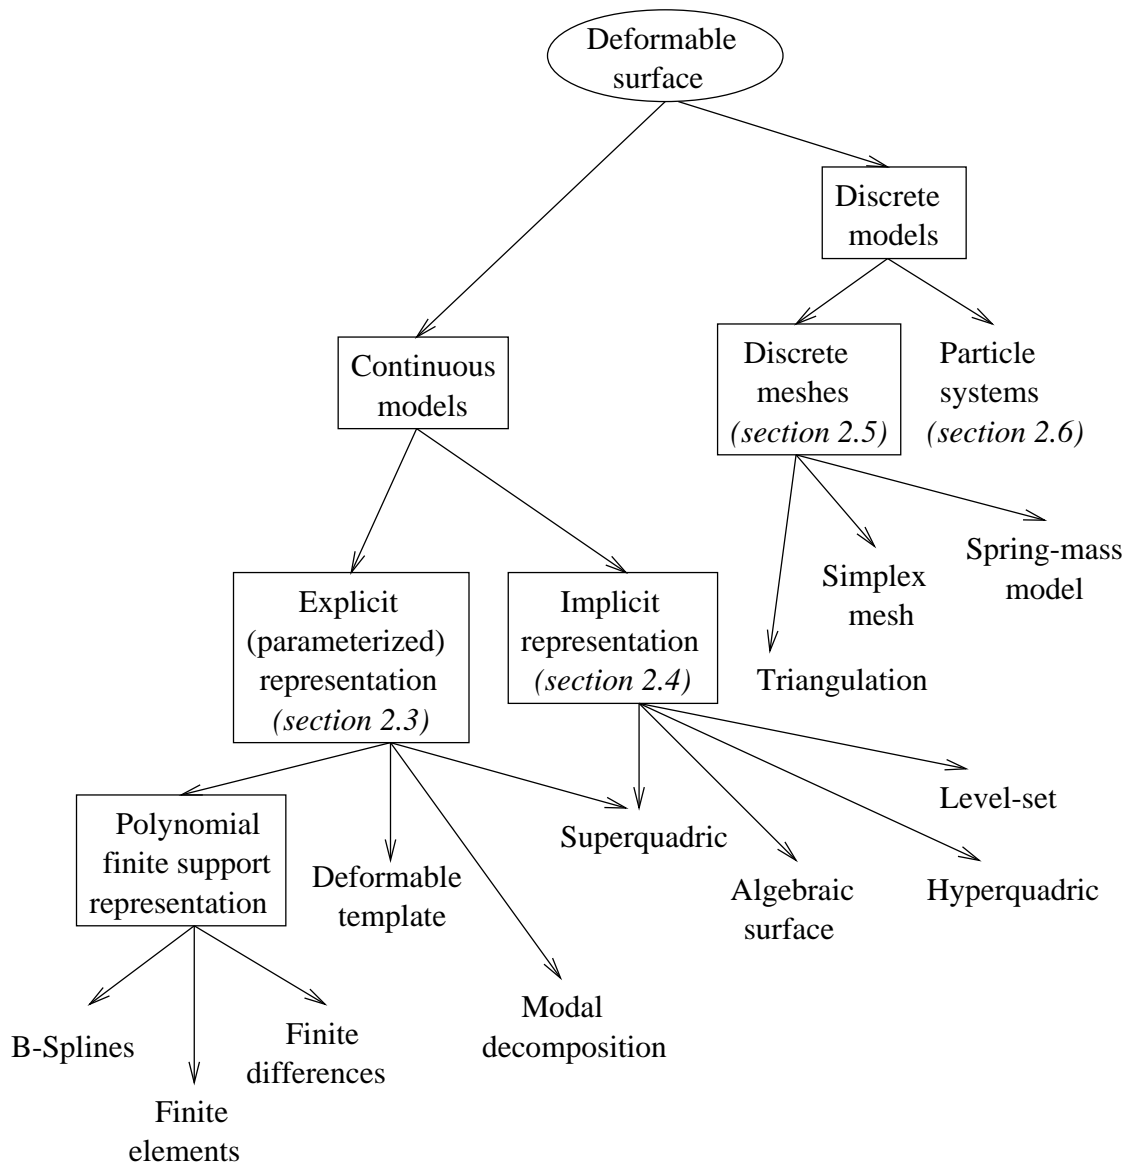 Deformable
surface
Discrete
models
Continuous
models
Discrete
meshes
(section 2.5)
Particle
systems
(section 2.6)
Spring-mass
model
Simplex
mesh
Triangulation
Explicit
(parameterized)
representation
(section 2.3)
Implicit
representation
(section 2.4)
Level-set
Superquadric
Hyperquadric
Algebraic
surface
Polynomial
finite support
representation
Deformable
template
Modal
decomposition
B-Splines
Finite
differences
Finite
elements